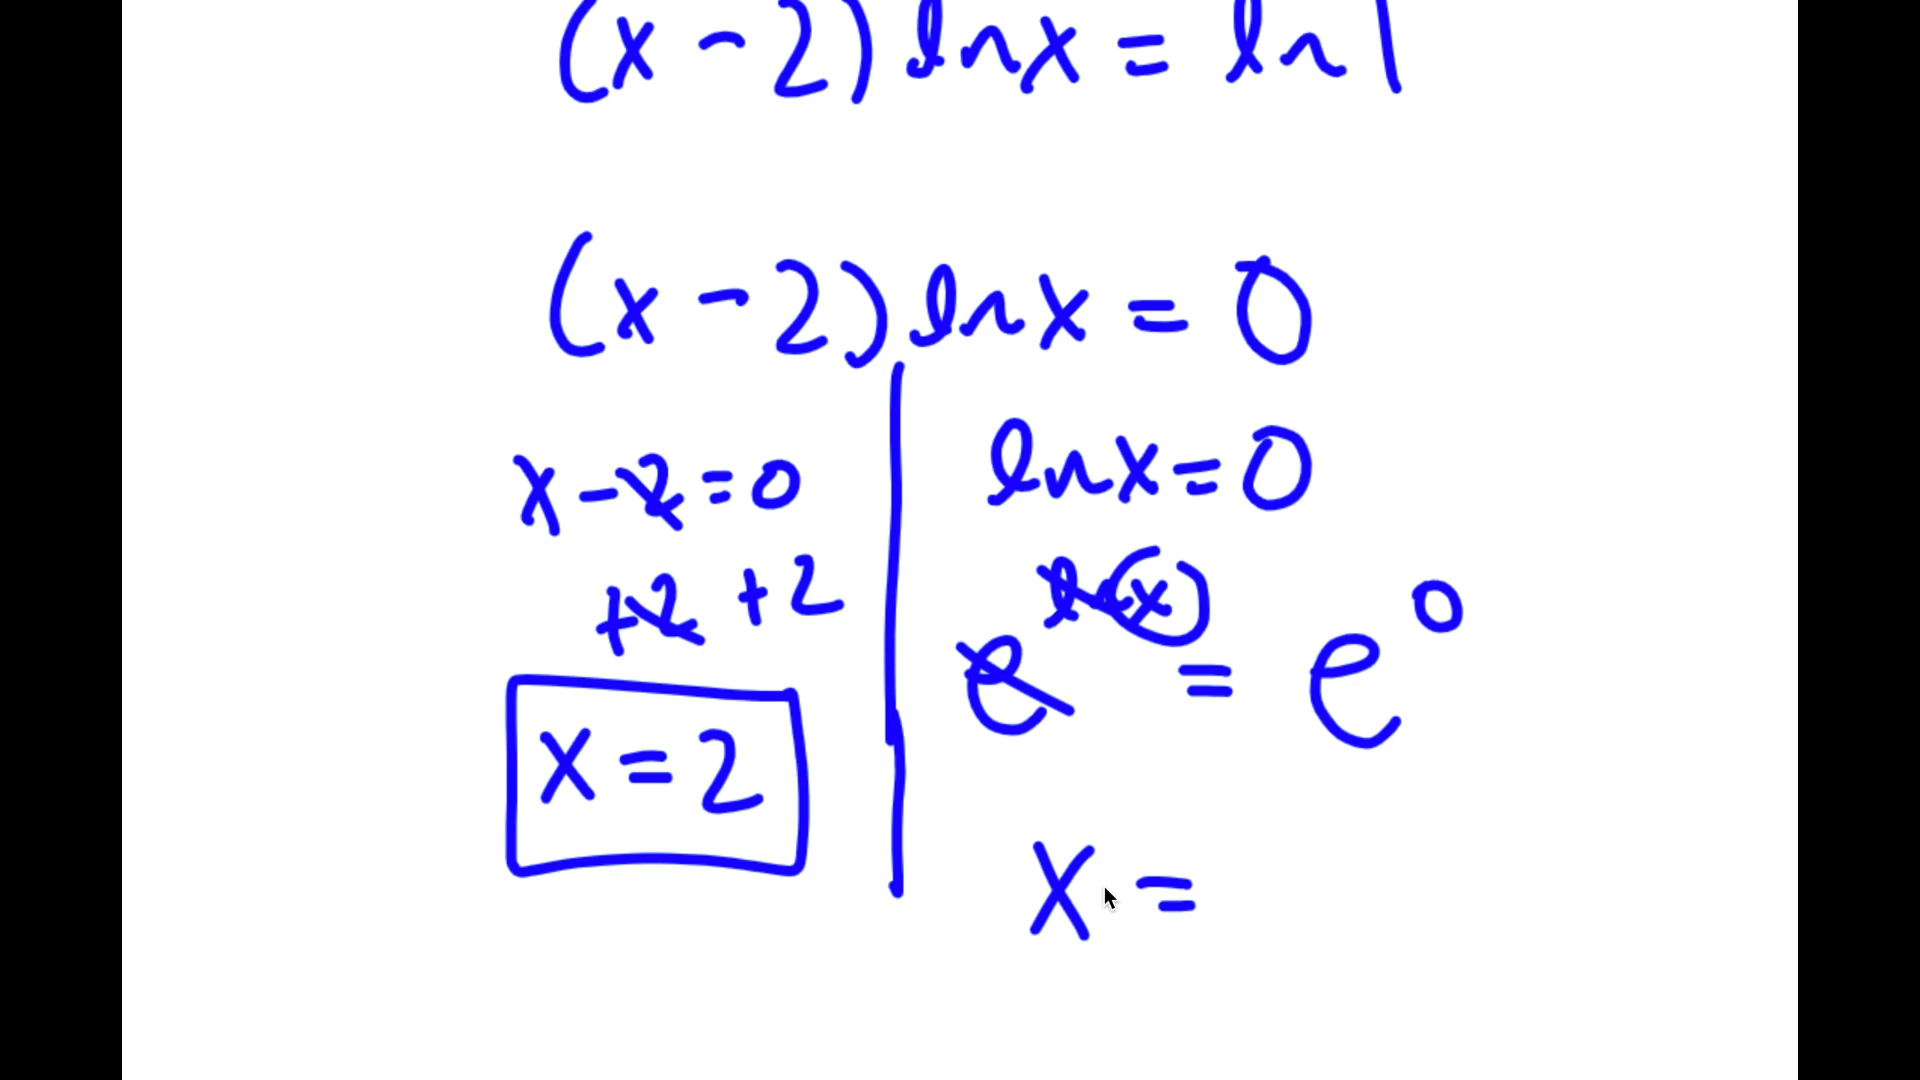 (x - 2) ln x = ln 1
(x - 2) ln x = 0
x - 2 = 0
+2 +2
x = 2
ln x = 0
e^ln(x) = e^0
x =